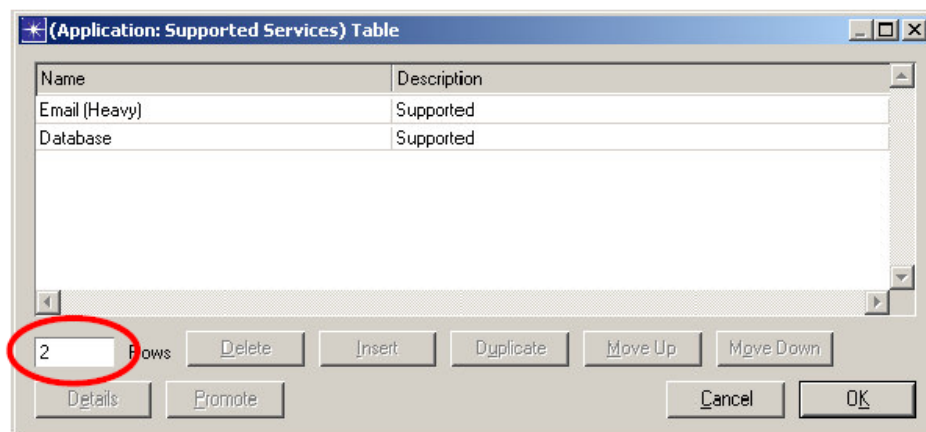 (Application: Supported Services) Table
Name Description
Email (Heavy) Supported
Database Supported
2 Rows Delete Insert Duplicate Move Up Move Down
Details Promote Cancel OK